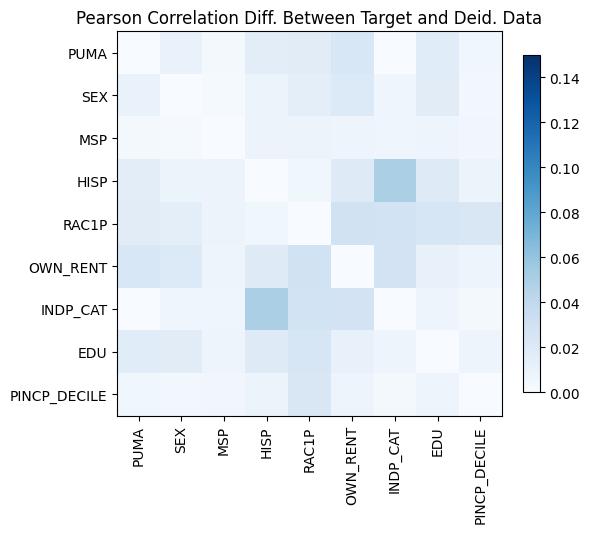 Pearson Correlation Diff. Between Target and Deid. Data
PUMA
SEX
MSP
HISP
RAC1P
OWN_RENT
INDP_CAT
EDU
PINCP_DECILE
0.14
0.12
0.10
0.08
0.06
0.04
0.02
0.00
PUMA
SEX
MSP
HISP
RAC1P
OWN_RENT
INDP_CAT
EDU
PINCP_DECILE